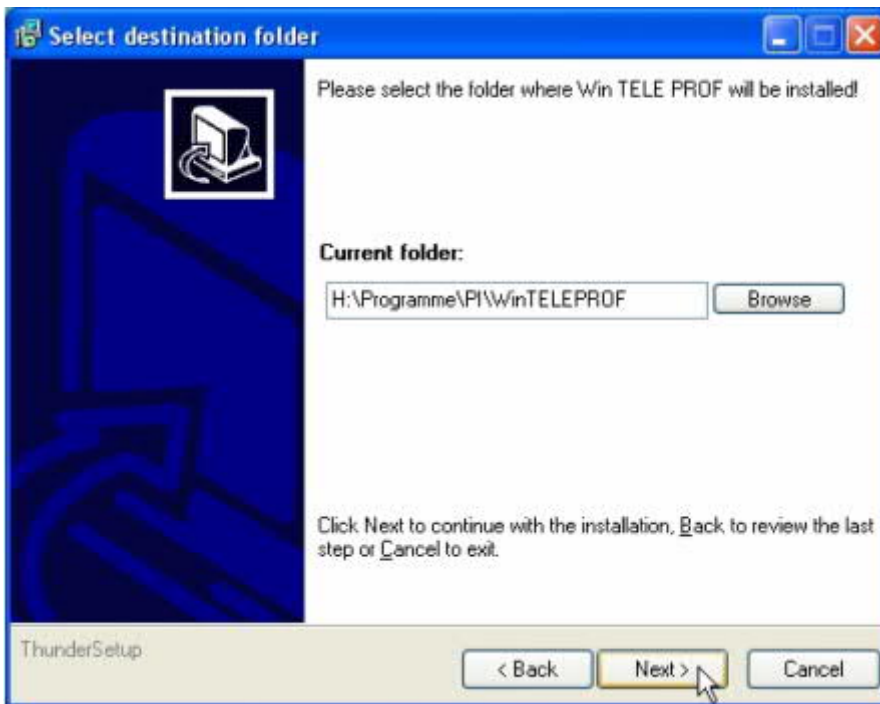 Select destination folder
Please select the folder where Win TELE PROF will be installed!
Current folder:
H:\Programme\PI\WinTELEPROF
Browse
Click Next to continue with the installation, Back to review the last
step or Cancel to exit.
ThunderSetup
< Back
Next >
Cancel